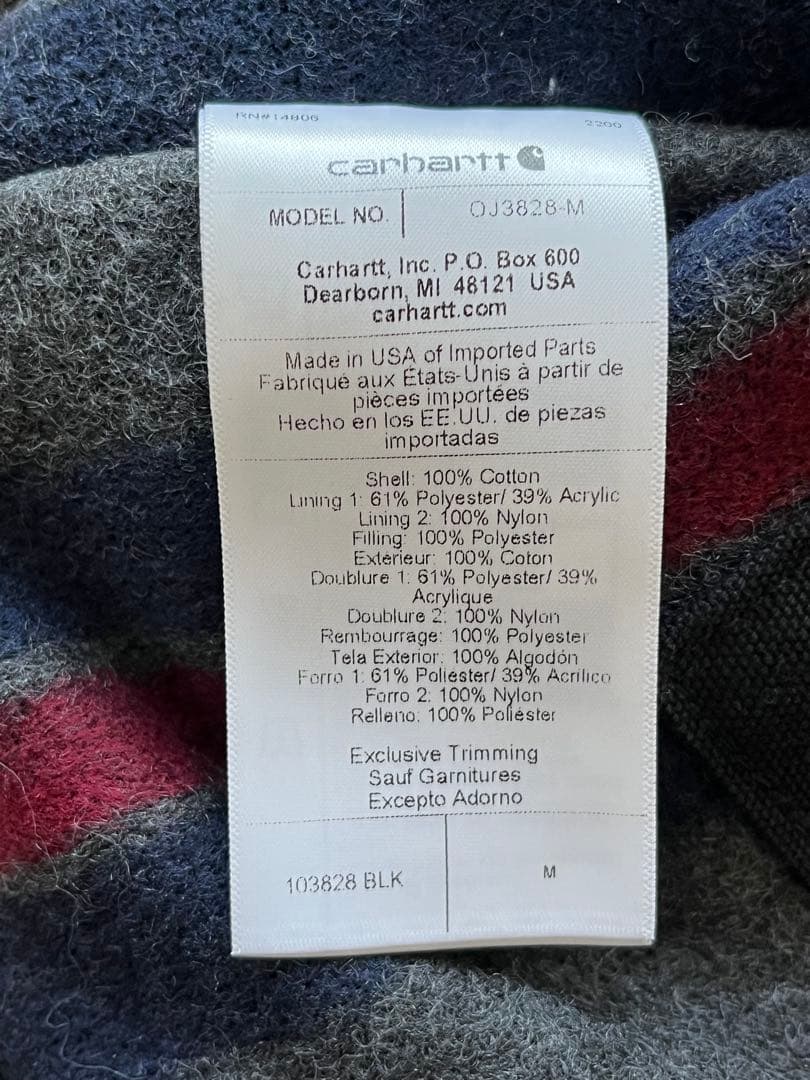 RN#14806 2200
carhartt
MODEL NO. OJ3828-M
Carhartt, Inc. P.O. Box 600
Dearborn, MI 48121 USA
carhartt.com
Made in USA of Imported Parts
Fabriqué aux États-Unis à partir de
pièces importées
Hecho en los EE.UU. de piezas
importadas
Shell: 100% Cotton
Lining 1: 61% Polyester/ 39% Acrylic
Lining 2: 100% Nylon
Filling: 100% Polyester
Extérieur: 100% Coton
Doublure 1: 61% Polyester/ 39%
Acrylique
Doublure 2: 100% Nylon
Rembourrage: 100% Polyester
Tela Exterior: 100% Algodón
Forro 1: 61% Poliéster/ 39% Acrílico
Forro 2: 100% Nylon
Relleno: 100% Poliéster
Exclusive Trimming
Sauf Garnitures
Excepto Adorno
103828 BLK M